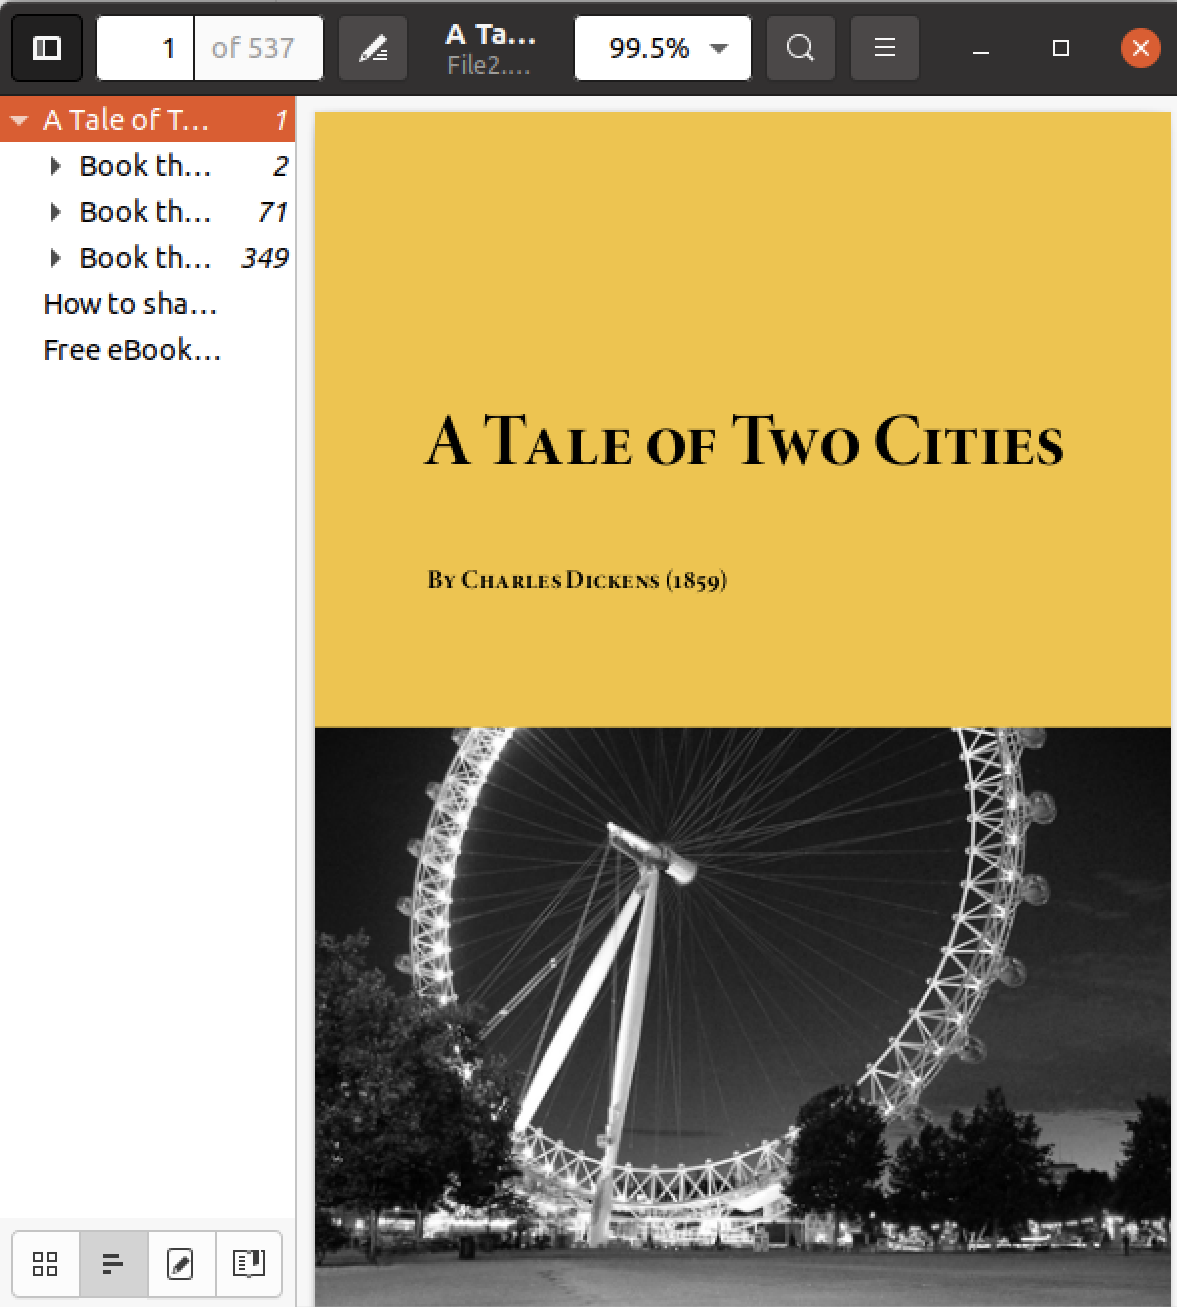 1 of 537
A Ta...
File2....
99.5%
A Tale of T... 1
Book th... 2
Book th... 71
Book th... 349
How to sha...
Free eBook...
A Tale of Two Cities
By Charles Dickens (1859)